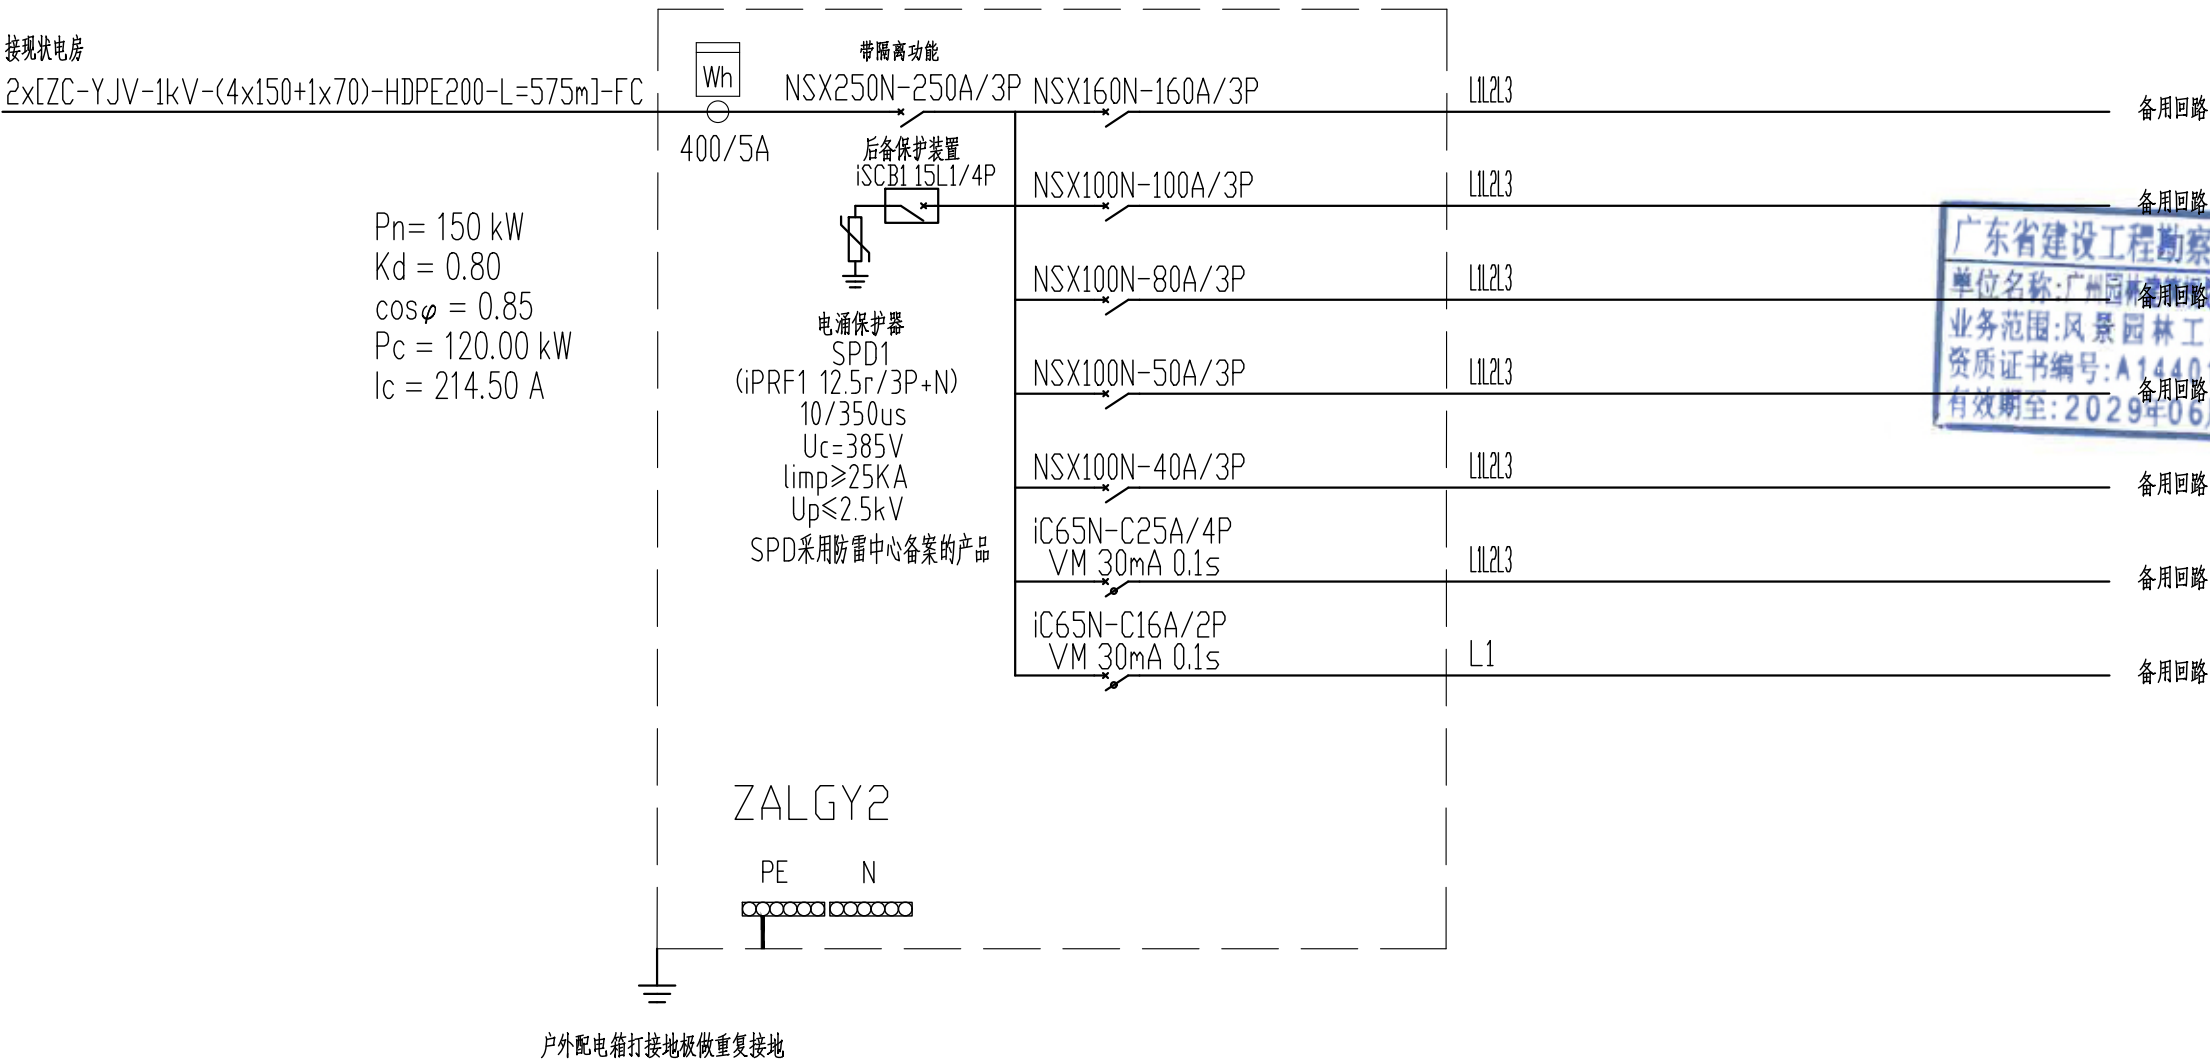 接现状电房
2x[ZC-YJV-1kV-(4x150+1x70)-HDPE200-L=575m]-FC
Wh
400/5A
带隔离功能
NSX250N-250A/3P
后备保护装置
iSCB1 15L1/4P
Pn= 150 kW
Kd = 0.80
cosφ = 0.85
Pc = 120.00 kW
Ic = 214.50 A
电涌保护器
SPD1
(iPRF1 12.5r/3P+N)
10/350us
Uc=385V
limp≥25KA
Up≤2.5kV
SPD采用防雷中心备案的产品
NSX160N-160A/3P L1L2L3 备用回路
NSX100N-100A/3P L1L2L3 备用回路
NSX100N-80A/3P L1L2L3 备用回路
NSX100N-50A/3P L1L2L3 备用回路
NSX100N-40A/3P L1L2L3 备用回路
iC65N-C25A/4P
VM 30mA 0.1s L1L2L3 备用回路
iC65N-C16A/2P
VM 30mA 0.1s L1 备用回路
广东省建设工程勘察
单位名称:广州园林
业务范围:风景园林工
资质证书编号:A14401
有效期至:2029年06
ZALGY2
PE N
户外配电箱打接地极做重复接地